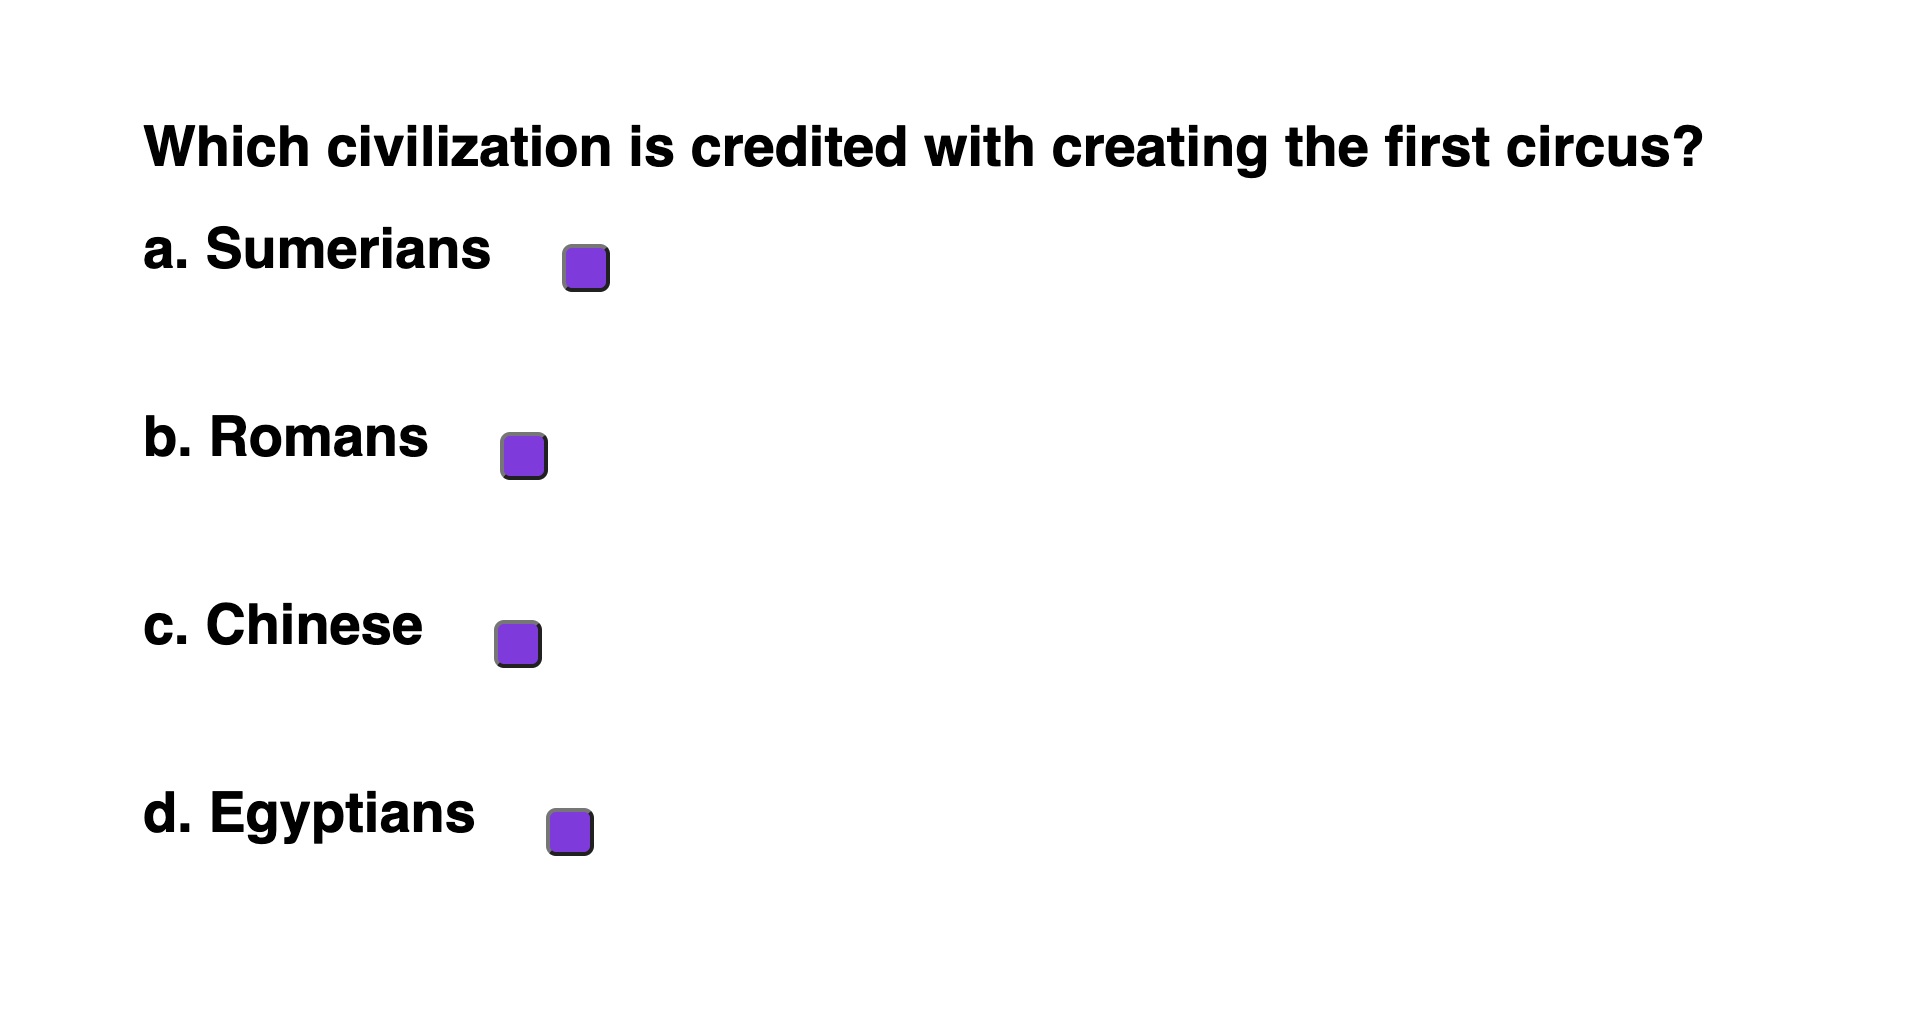 Which civilization is credited with creating the first circus?
a. Sumerians
b. Romans
c. Chinese
d. Egyptians